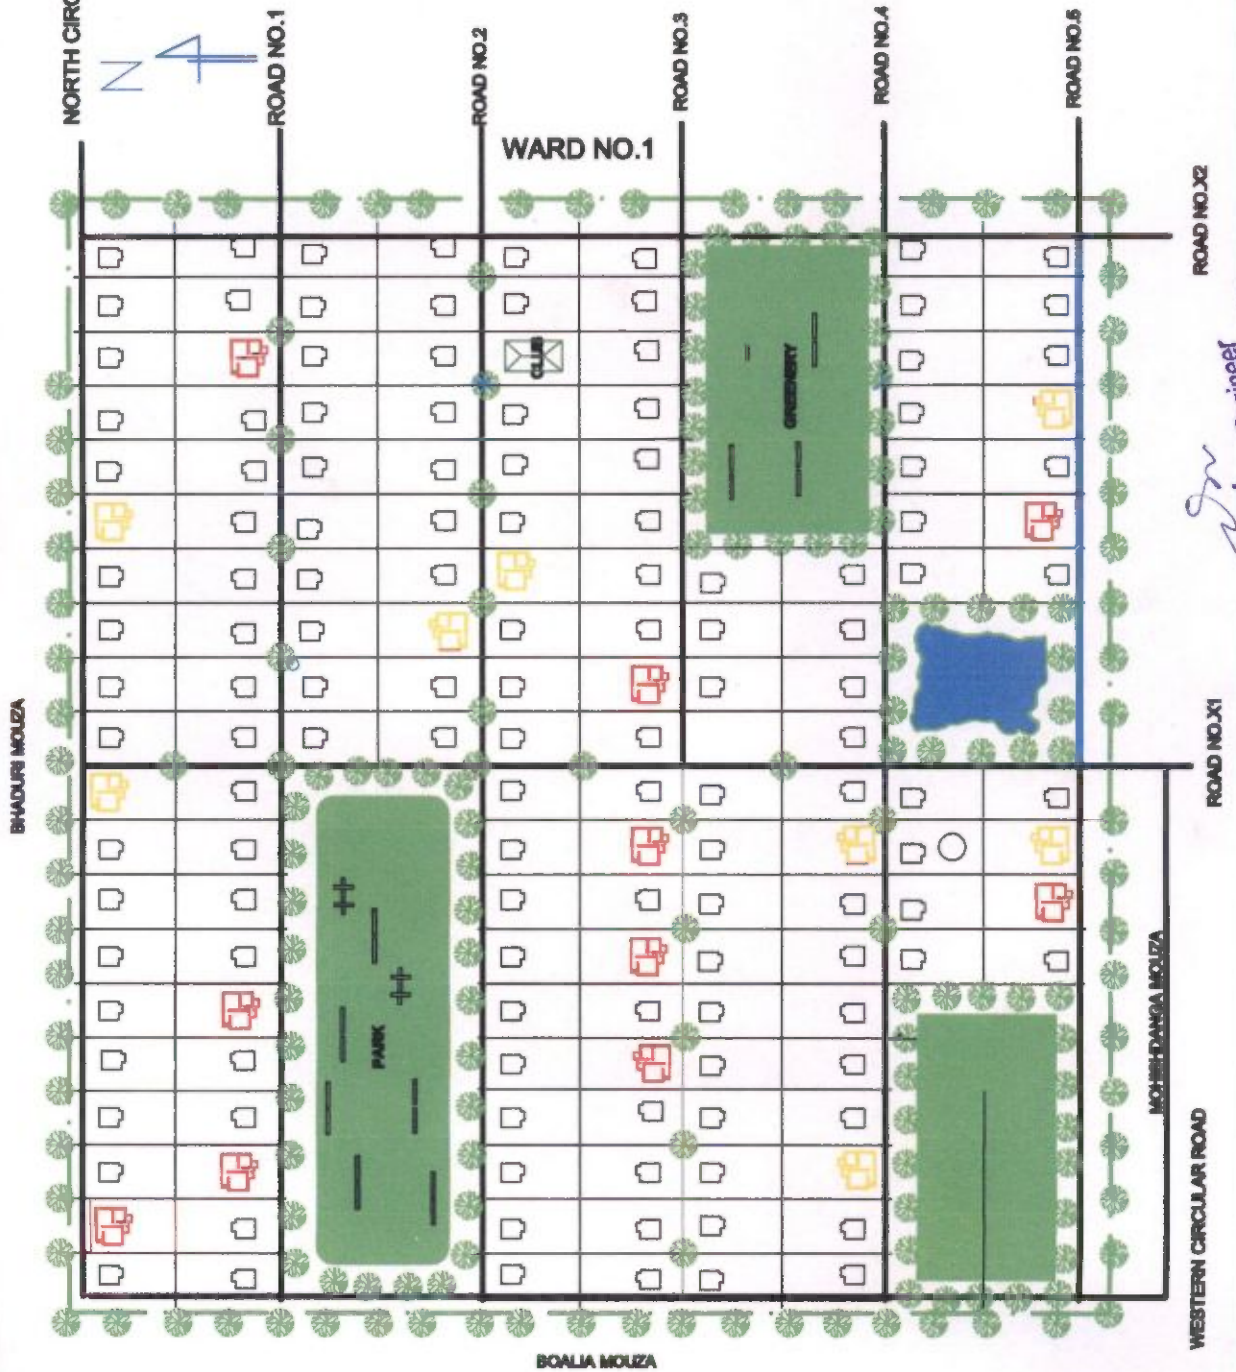 NORTH CIRC
N
ROAD NO.1
ROAD NO.2
ROAD NO.3
ROAD NO.4
ROAD NO.5
WARD NO.1
BHADURI MOUZA
CLUB
GREENERY
ROAD NO.X2
PARK
ROAD NO.X1
MOHISHDANGA MOUZA
WESTERN CIRCULAR ROAD
BOALIA MOUZA